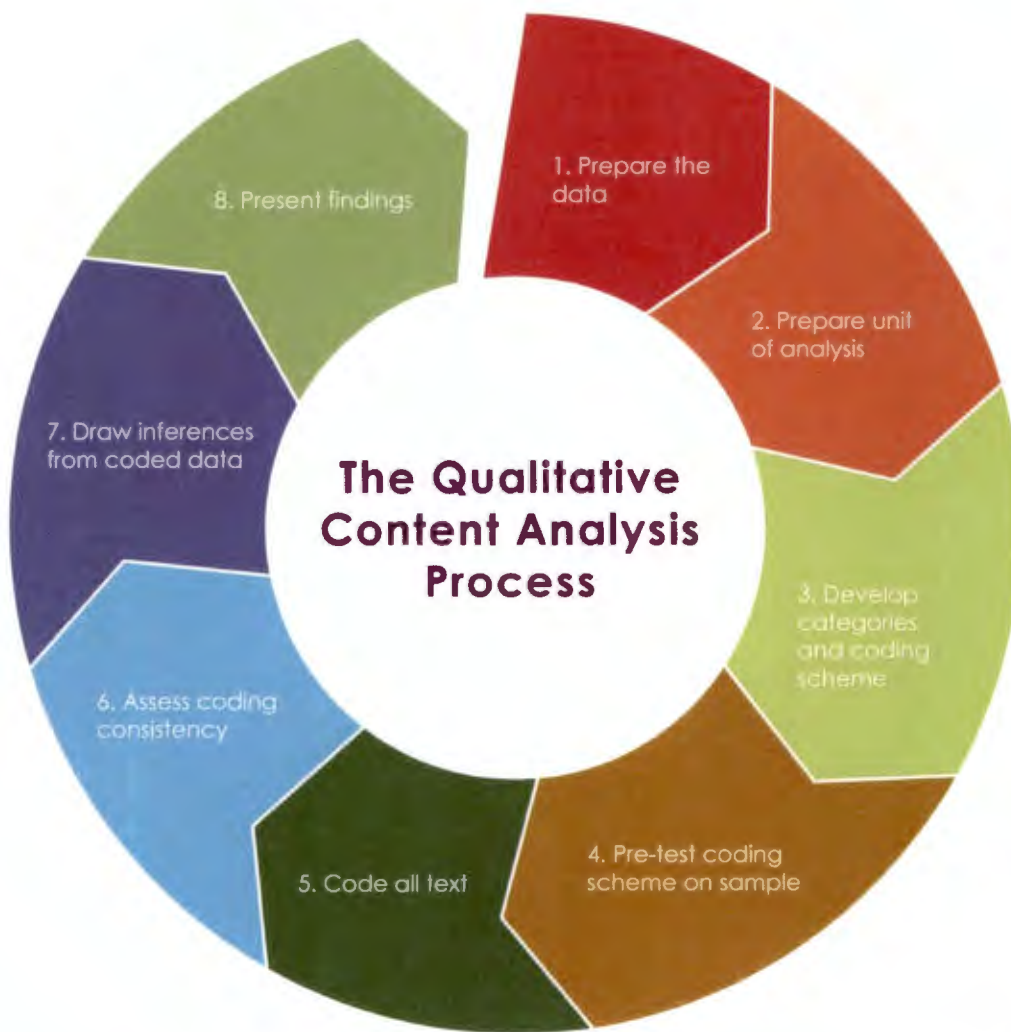 The Qualitative
Content Analysis
Process
1. Prepare the
data
2. Prepare unit
of analysis
3. Develop
categories
and coding
scheme
4. Pre-test coding
scheme on sample
5. Code all text
6. Assess coding
consistency
7. Draw inferences
from coded data
8. Present findings